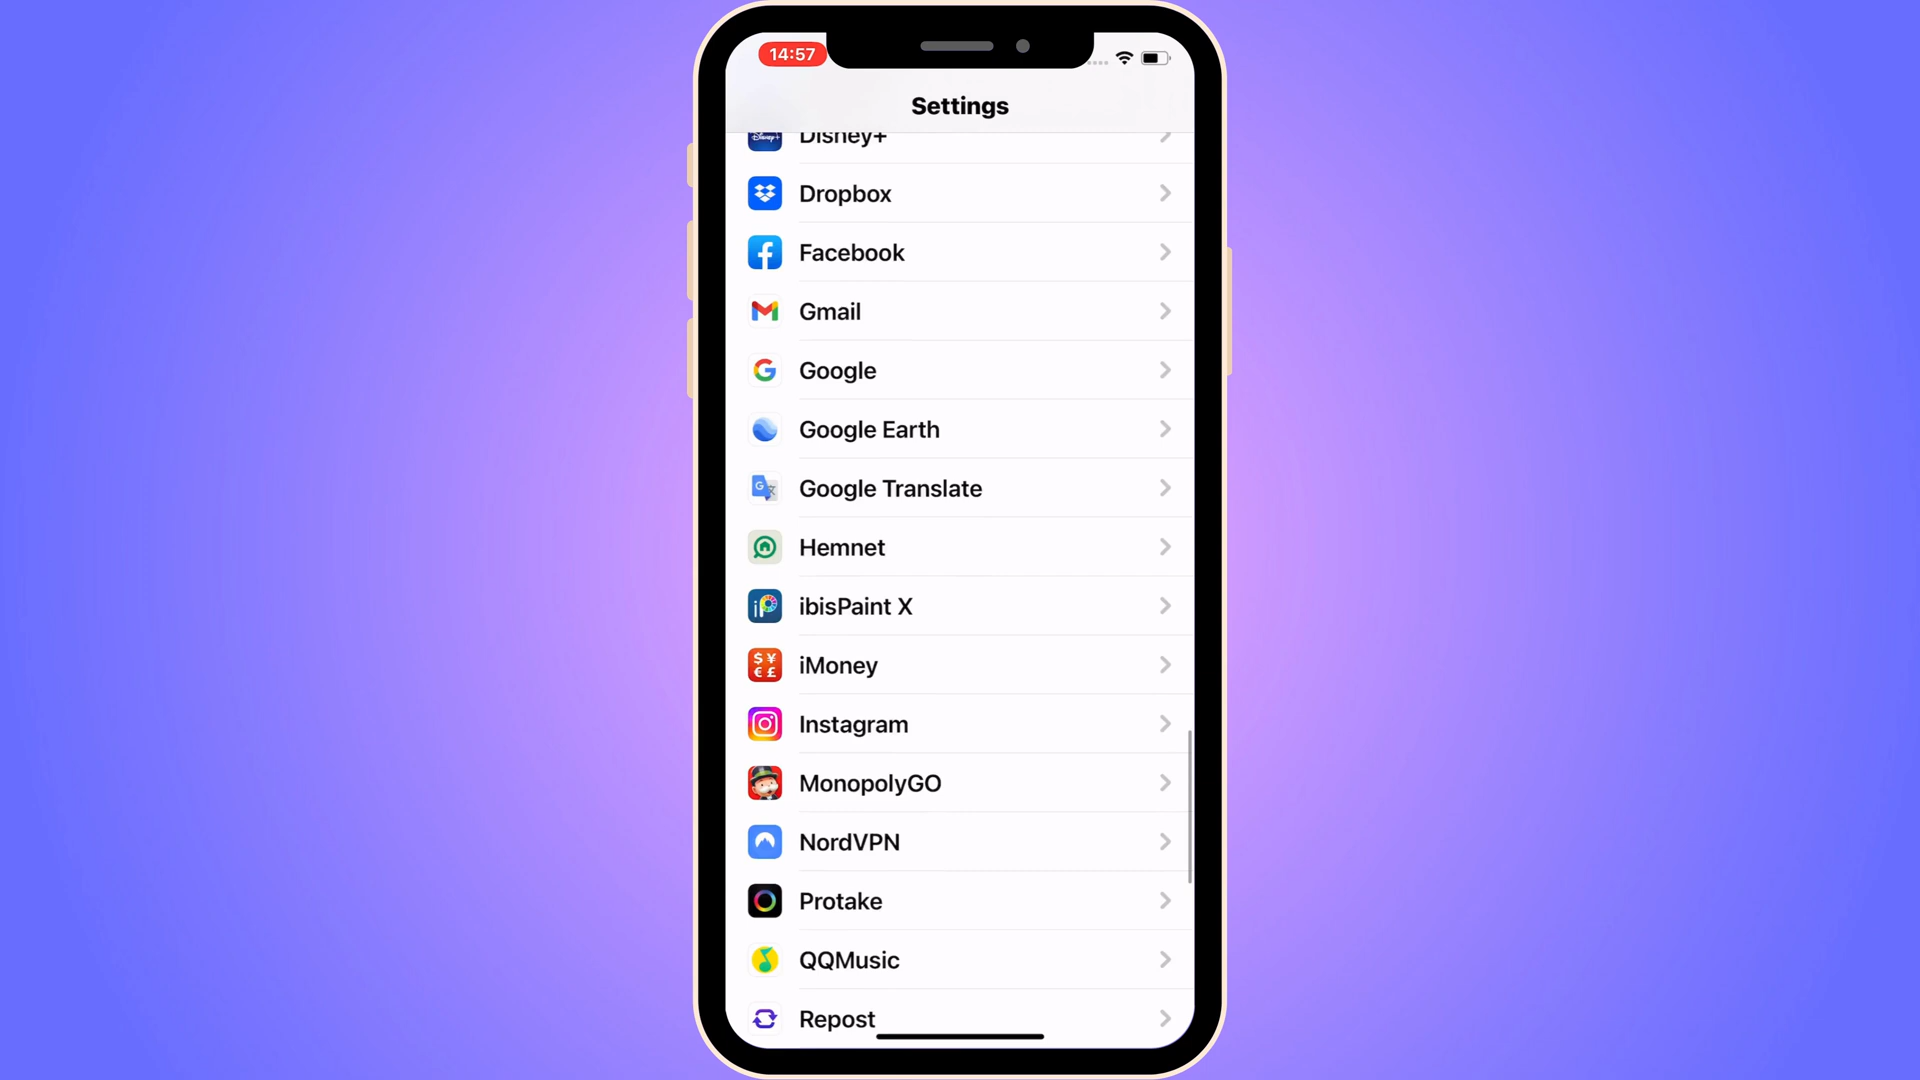 14:57
Settings
Disney+
Dropbox
Facebook
Gmail
Google
Google Earth
Google Translate
Hemnet
ibisPaint X
iMoney
Instagram
MonopolyGO
NordVPN
Protake
QQMusic
Repost